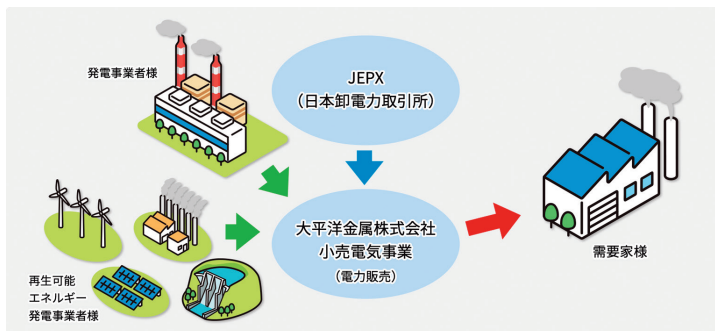 発電事業者様
JEPX
（日本卸電力取引所）
再生可能
エネルギー
発電事業者様
大平洋金属株式会社
小売電気事業
（電力販売）
需要家様